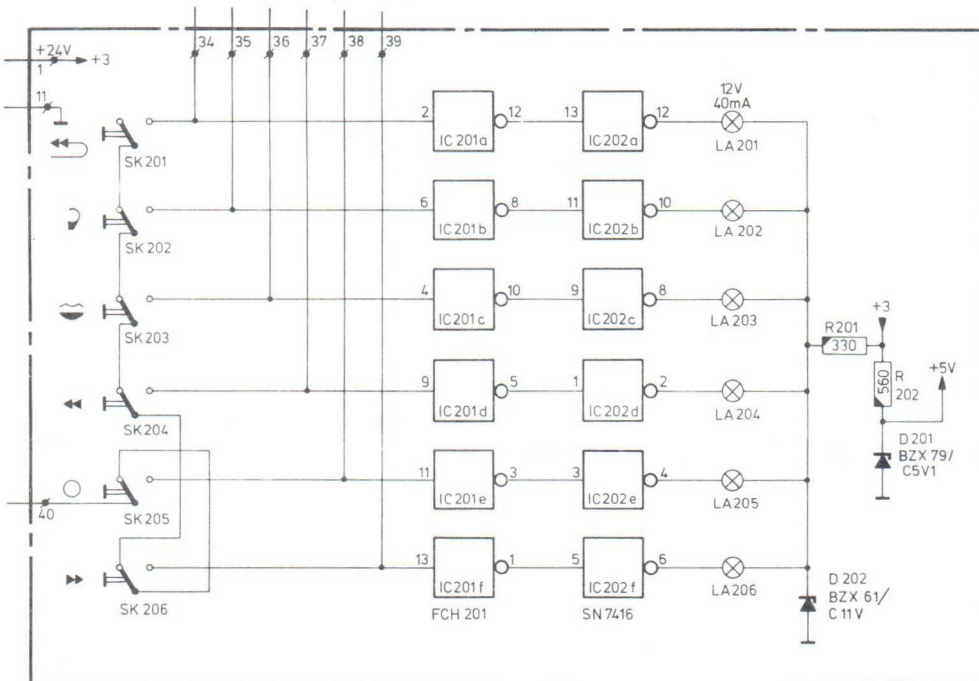 34 35 36 37 38 39
+24V
1
+3
11
SK 201
2
IC 201a
12
13
IC 202a
12
12V
40mA
LA 201
SK 202
6
IC 201b
8
11
IC 202b
10
LA 202
SK 203
4
IC 201c
10
9
IC 202c
8
LA 203
R201
330
+3
560
R
202
+5V
SK 204
9
IC 201d
5
1
IC 202d
2
LA 204
D 201
BZX 79/
C5V1
40
SK 205
11
IC 201e
3
3
IC 202e
4
LA 205
SK 206
13
IC 201f
1
5
IC 202f
6
LA 206
FCH 201
SN 7416
D 202
BZX 61/
C 11V